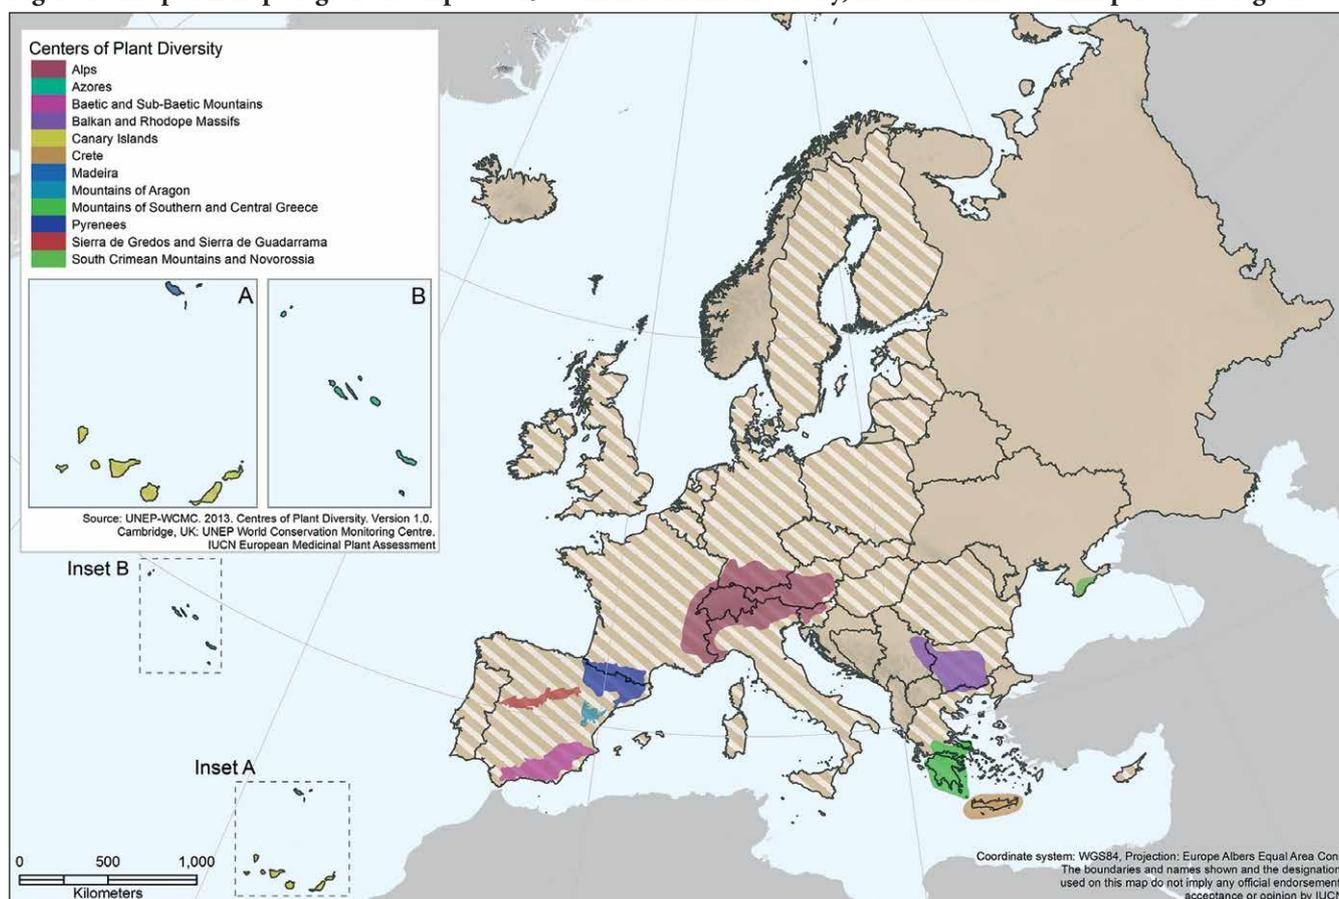 Centers of Plant Diversity
Alps
Azores
Baetic and Sub-Baetic Mountains
Balkan and Rhodope Massifs
Canary Islands
Crete
Madeira
Mountains of Aragon
Mountains of Southern and Central Greece
Pyrenees
Sierra de Gredos and Sierra de Guadarrama
South Crimean Mountains and Novorossia
A
B
Source: UNEP-WCMC. 2013. Centres of Plant Diversity. Version 1.0.
Cambridge, UK: UNEP World Conservation Monitoring Centre.
IUCN European Medicinal Plant Assessment
Inset B
Inset A
0 500 1,000
Kilometers
Coordinate system: WGS84, Projection: Europe Albers Equal Area Con
The boundaries and names shown and the designation
used on this map do not imply any official endorsement
acceptance or opinion by IUCN